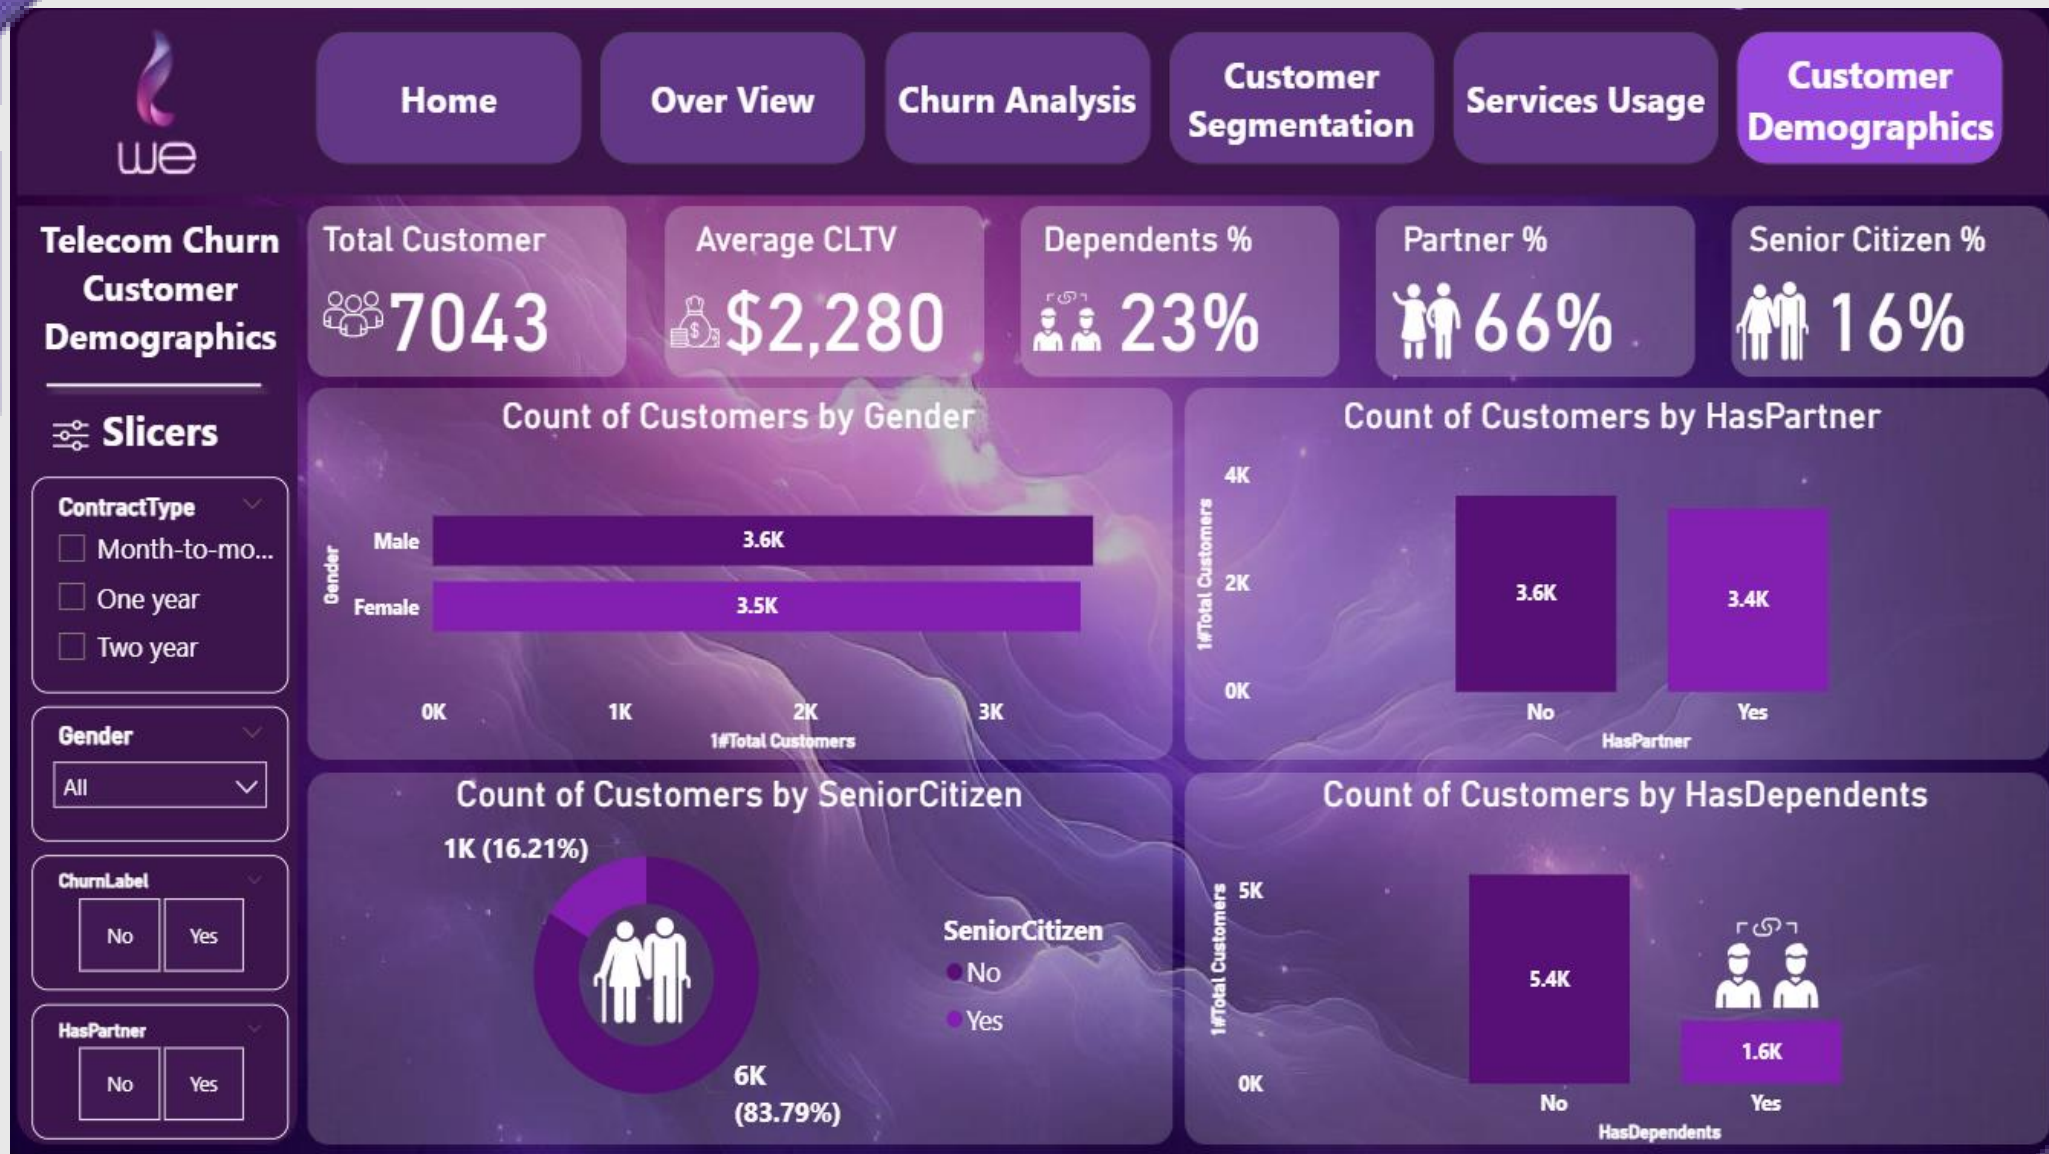 we
Home
Over View
Churn Analysis
Customer
Segmentation
Services Usage
Customer
Demographics
Telecom Churn
Customer
Demographics
Slicers
ContractType
Month-to-mo...
One year
Two year
Gender
All
ChurnLabel
No
Yes
HasPartner
No
Yes
Total Customer
7043
Average CLTV
$
$2,280
Dependents %
23%
Partner %
66%
Senior Citizen %
16%
Count of Customers by Gender
Gender
Male
3.6K
Female
3.5K
0K
1K
2K
3K
1#Total Customers
Count of Customers by HasPartner
1#Total Customers
4K
2K
0K
3.6K
3.4K
No
Yes
HasPartner
Count of Customers by SeniorCitizen
1K (16.21%)
6K
(83.79%)
SeniorCitizen
No
Yes
Count of Customers by HasDependents
1#Total Customers
5K
0K
5.4K
1.6K
No
Yes
HasDependents